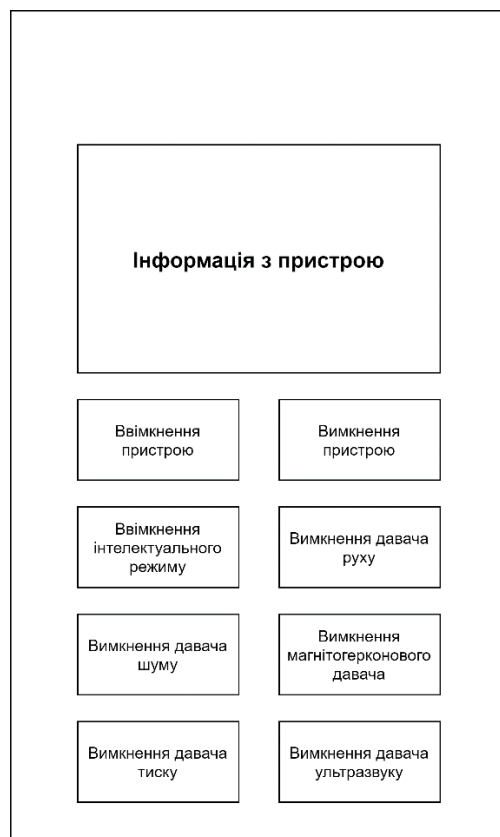 Інформація з пристрою
Ввімкнення
пристрою
Вимкнення
пристрою
Ввімкнення
інтелектуального
режиму
Вимкнення давача
руху
Вимкнення давача
шуму
Вимкнення
магнітогерконового
давача
Вимкнення давача
тиску
Вимкнення давача
ультразвуку